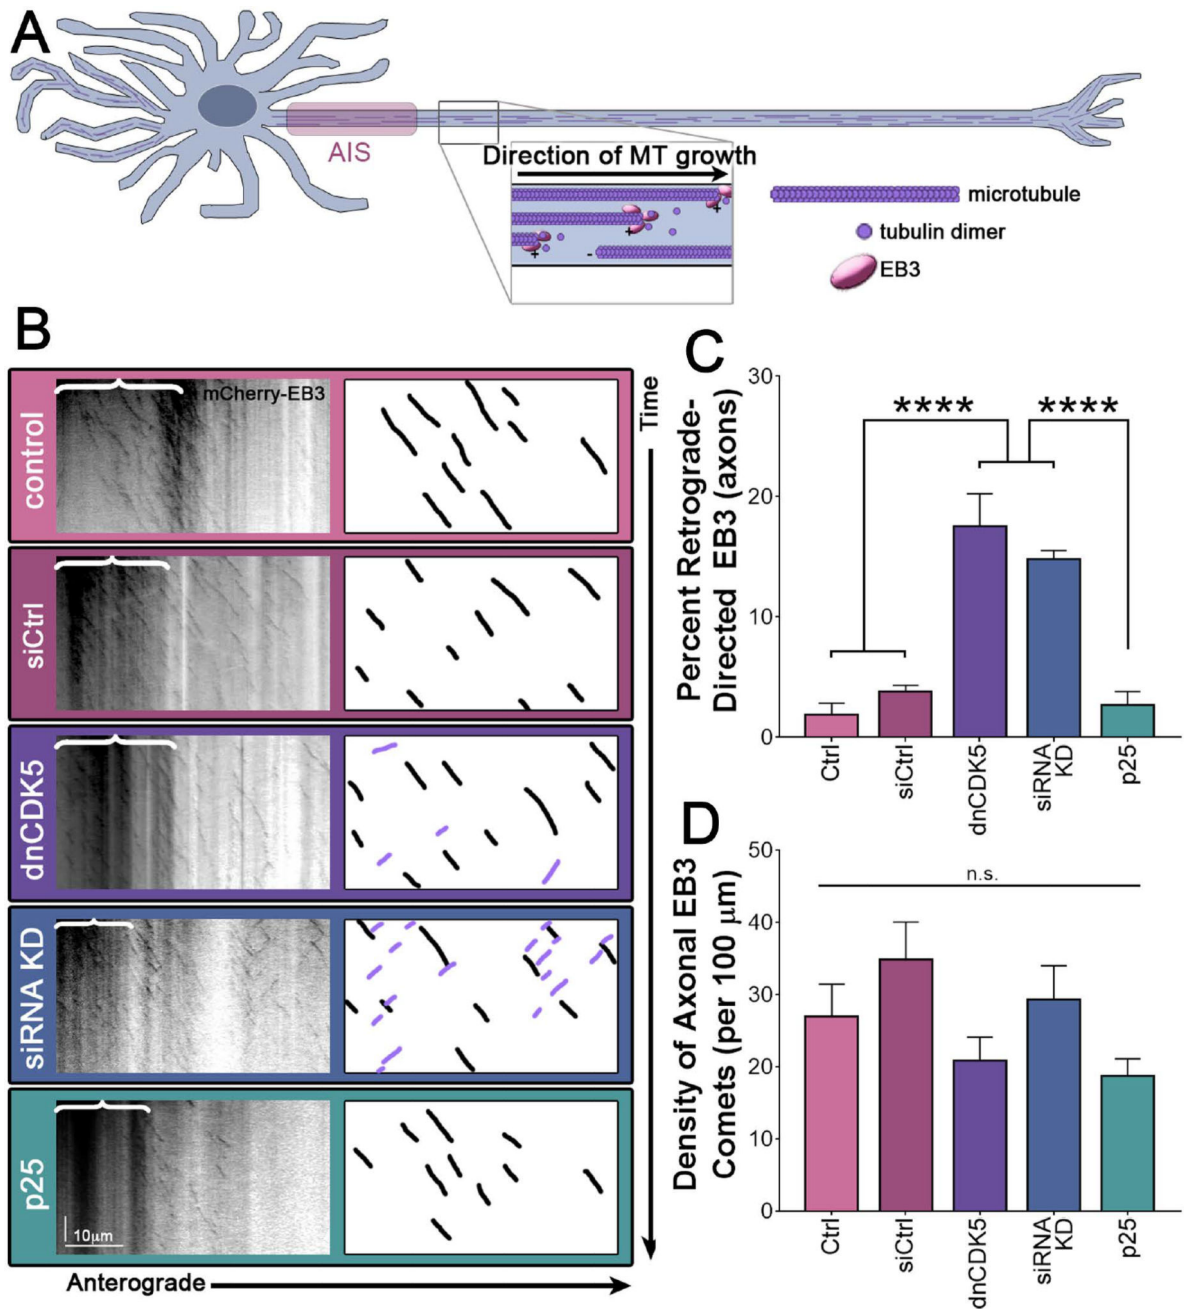 A
AIS
Direction of MT growth
+
+
+
-
microtubule
tubulin dimer
EB3
B
control
mCherry-EB3
siCtrl
dnCDK5
siRNA KD
p25
10μm
Time
Anterograde
C
Percent Retrograde-
Directed EB3 (axons)
30
20
10
0
****
****
Ctrl
siCtrl
dnCDK5
siRNA
KD
p25
D
Density of Axonal EB3
Comets (per 100 μm)
50
40
30
20
10
0
n.s.
Ctrl
siCtrl
dnCDK5
siRNA
KD
p25